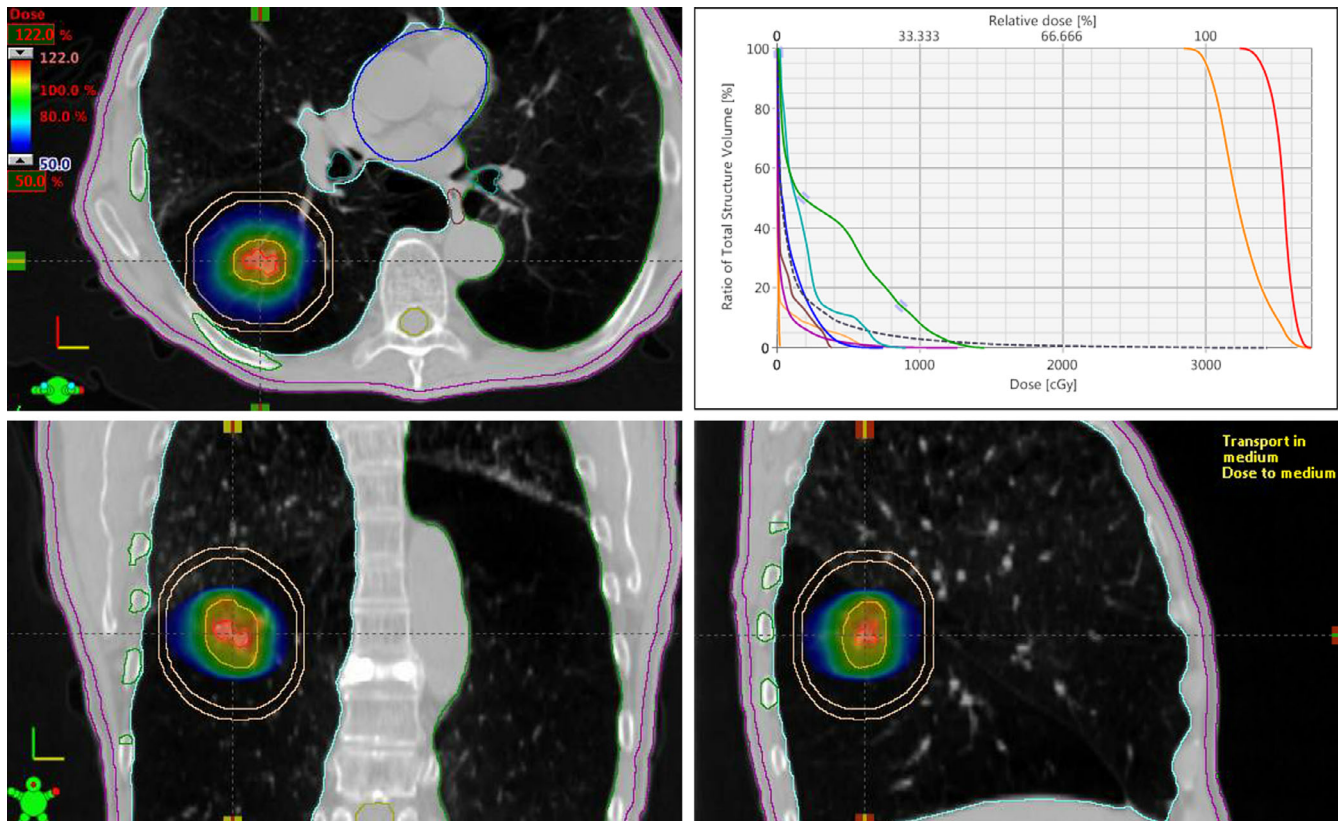 Dose
122.0 %
122.0
100.0 %
80.0 %
50.0
50.0 %
Relative dose [%]
0 33.333 66.666 100
Ratio of Total Structure Volume [%]
100
80
60
40
20
0
0 1000 2000 3000
Dose [cGy]
Transport in
medium
Dose to medium